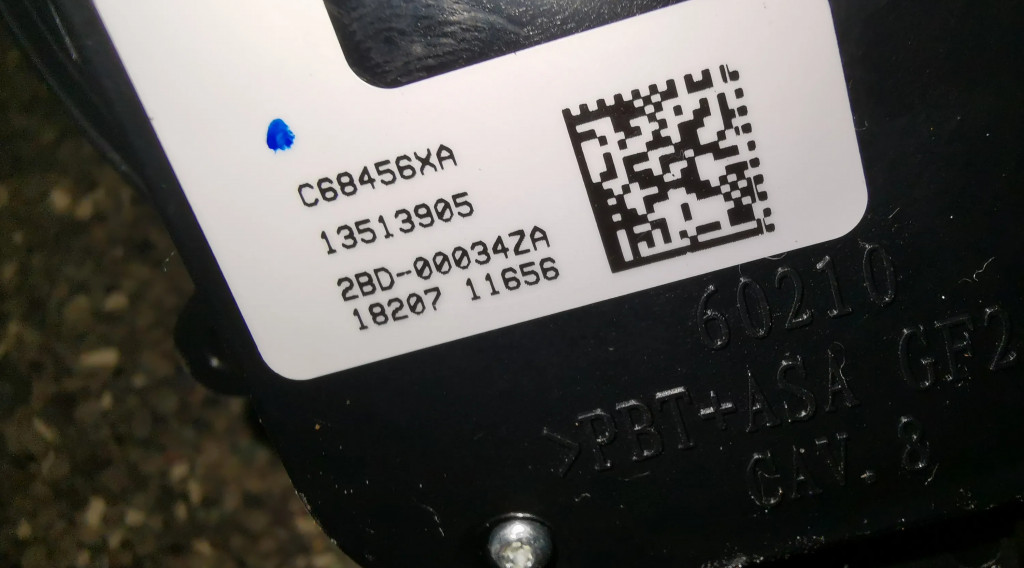 C68456XA
13513905
2BD-00034ZA
18207 11656
60210
>PBT+ASA GF2
CAV.8